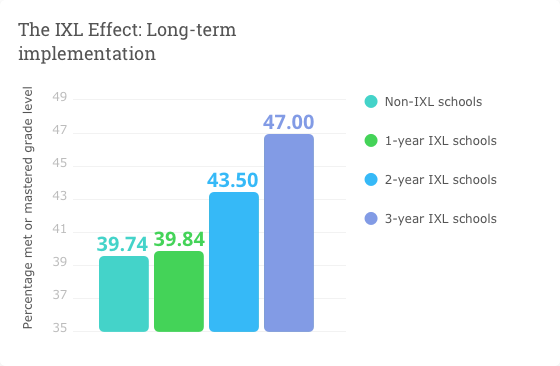 The IXL Effect: Long-term
implementation
Percentage met or mastered grade level
49
47
45
43
41
39
37
35
39.74
39.84
43.50
47.00
Non-IXL schools
1-year IXL schools
2-year IXL schools
3-year IXL schools